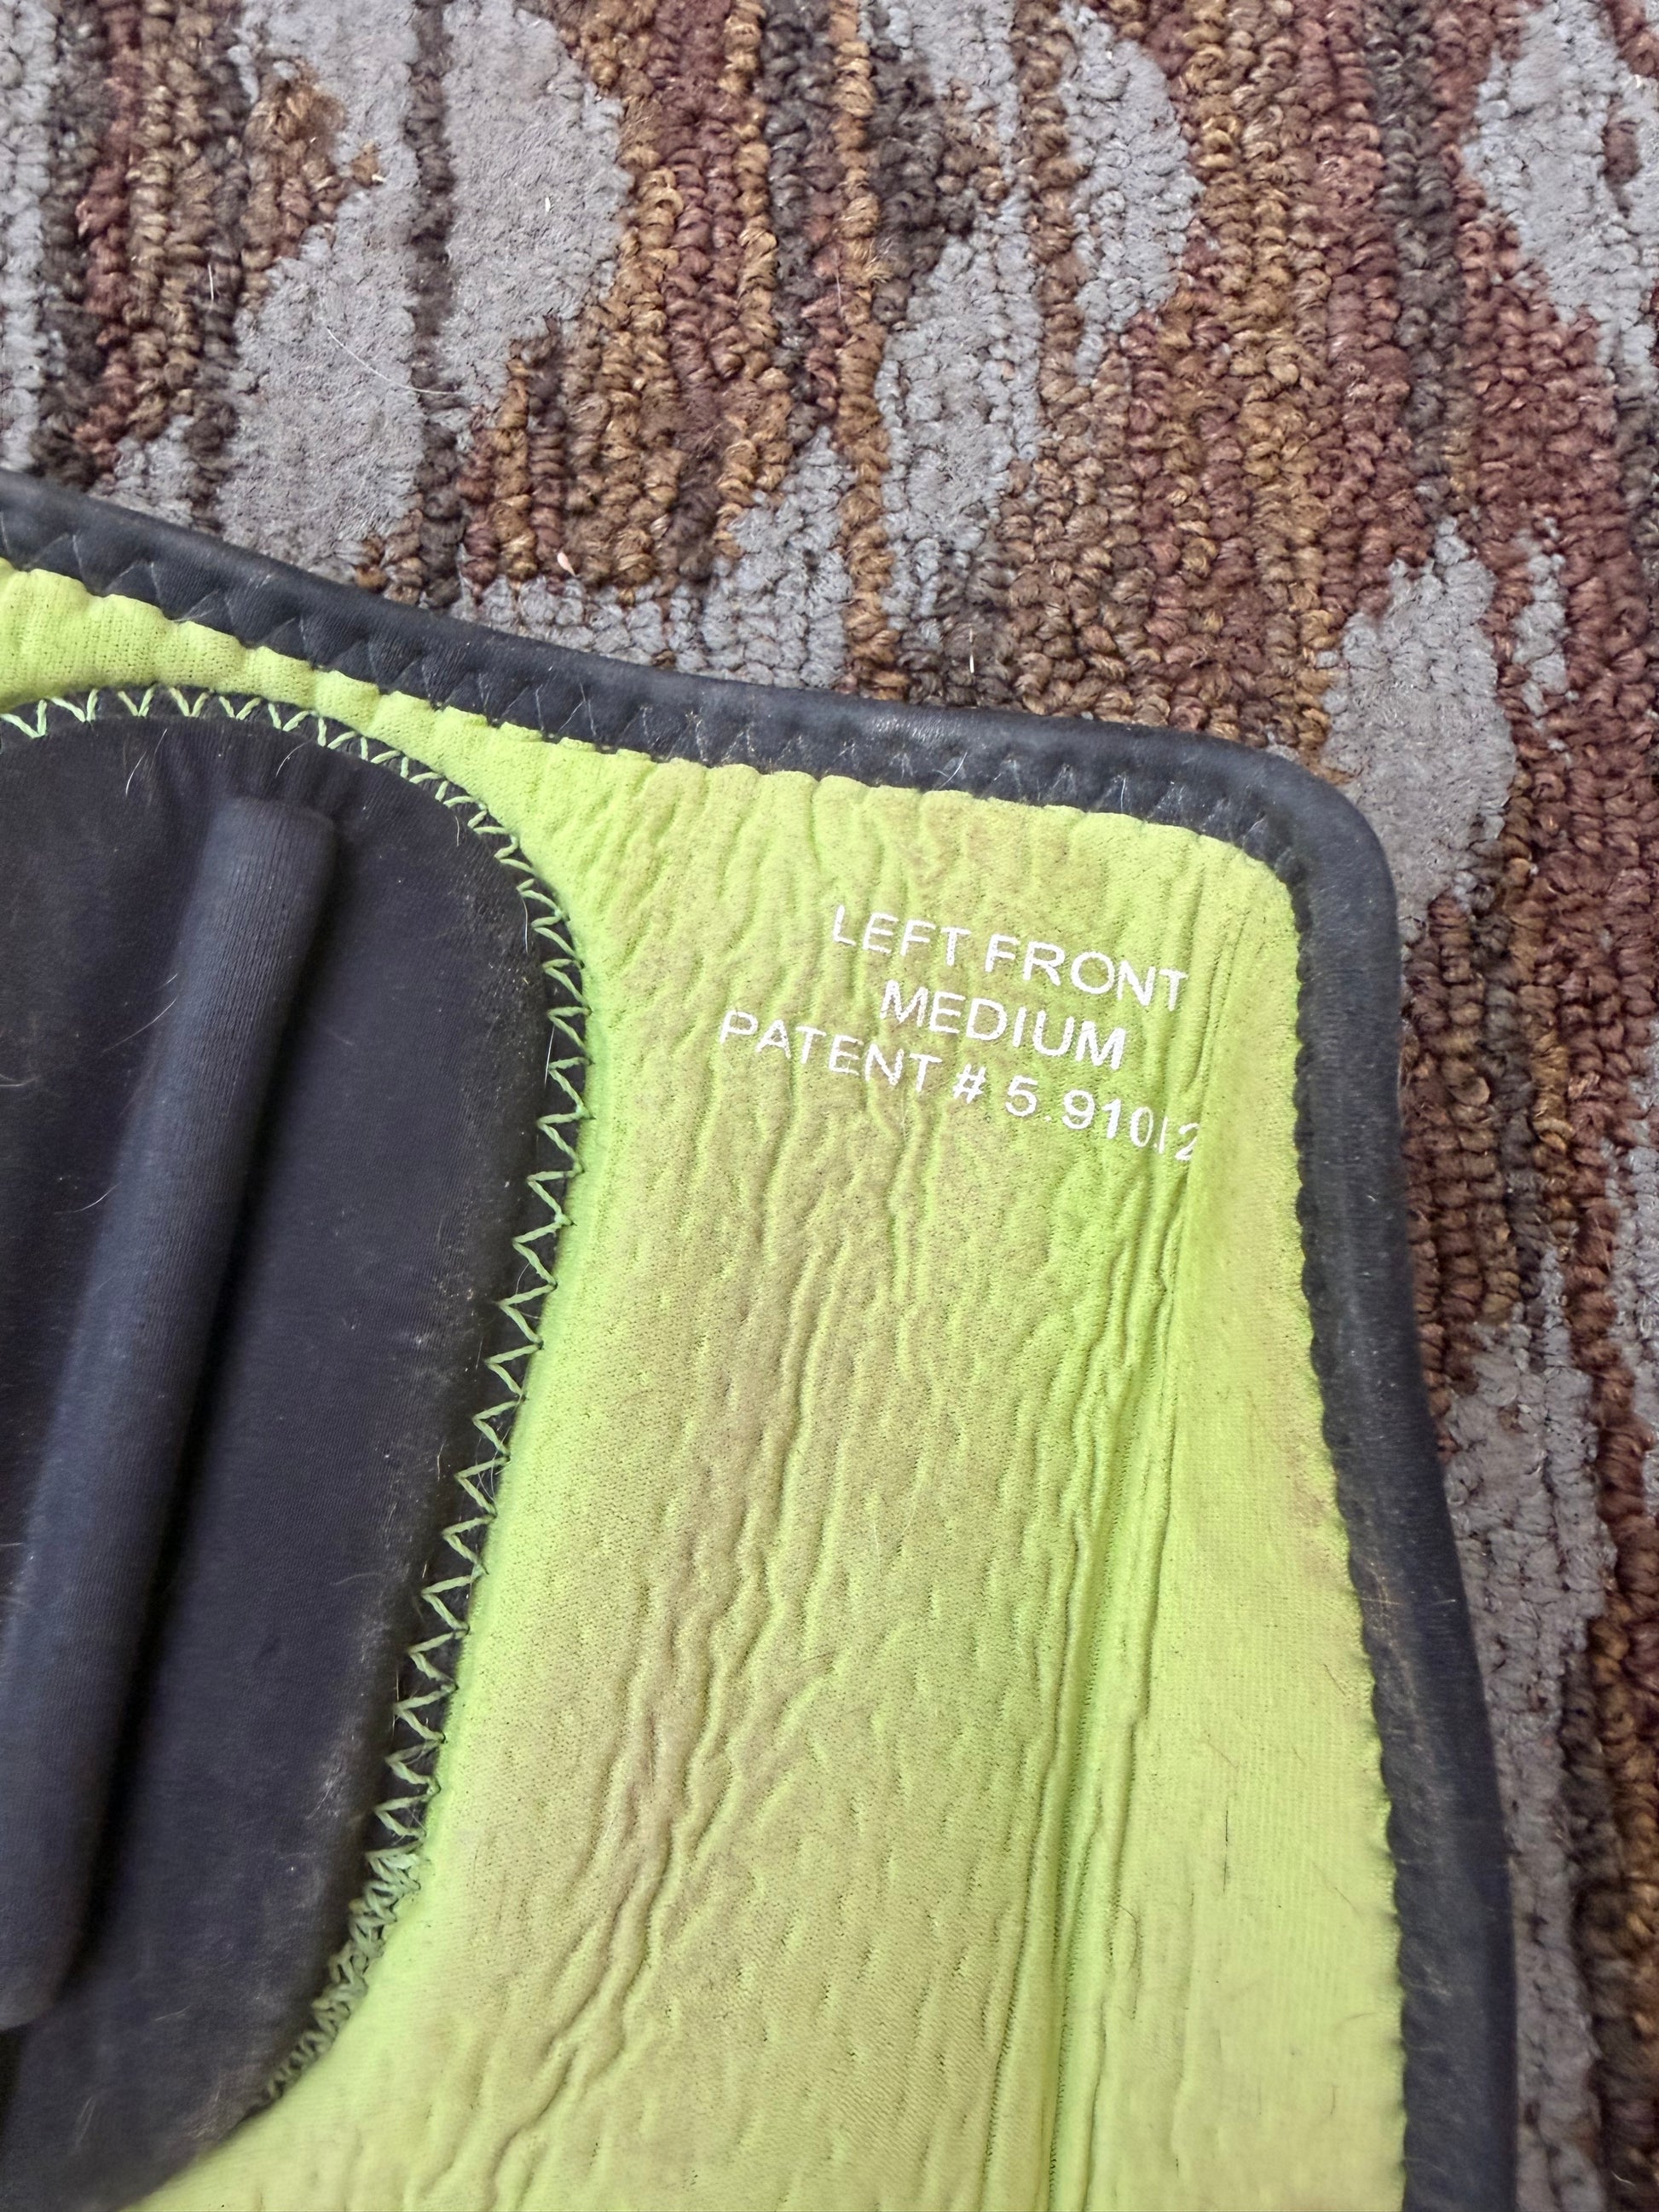 LEFT FRONT
MEDIUM
PATENT # 5.910